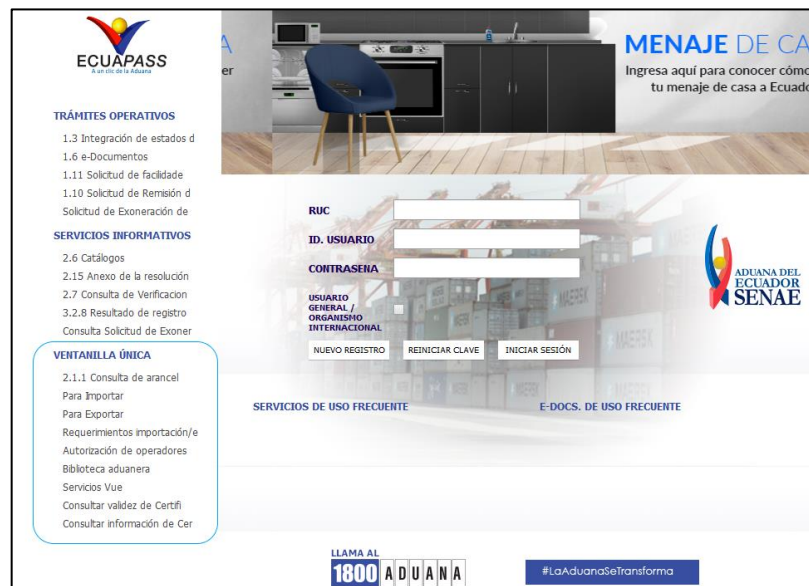 ECUAPASS
A un clic de la Aduana
A
er
MENAJE DE CA
Ingresa aquí para conocer cómo
tu menaje de casa a Ecuado
TRÁMITES OPERATIVOS
1.3 Integración de estados d
1.6 e-Documentos
1.11 Solicitud de facilidade
1.10 Solicitud de Remisión d
Solicitud de Exoneración de
SERVICIOS INFORMATIVOS
2.6 Catálogos
2.15 Anexo de la resolución
2.7 Consulta de Verificacion
3.2.8 Resultado de registro
Consulta Solicitud de Exoner
VENTANILLA ÚNICA
2.1.1 Consulta de arancel
Para Importar
Para Exportar
Requerimientos importación/e
Autorización de operadores
Biblioteca aduanera
Servicios Vue
Consultar validez de Certifi
Consultar información de Cer
RUC
ID. USUARIO
CONTRASENA
USUARIO
GENERAL /
ORGANISMO
INTERNACIONAL
NUEVO REGISTRO REINICIAR CLAVE INICIAR SESIÓN
ADUANA DEL
ECUADOR
SENAE
MAERSK
SERVICIOS DE USO FRECUENTE E-DOCS. DE USO FRECUENTE
LLAMA AL
1800 ADUANA
#LaAduanaSeTransforma